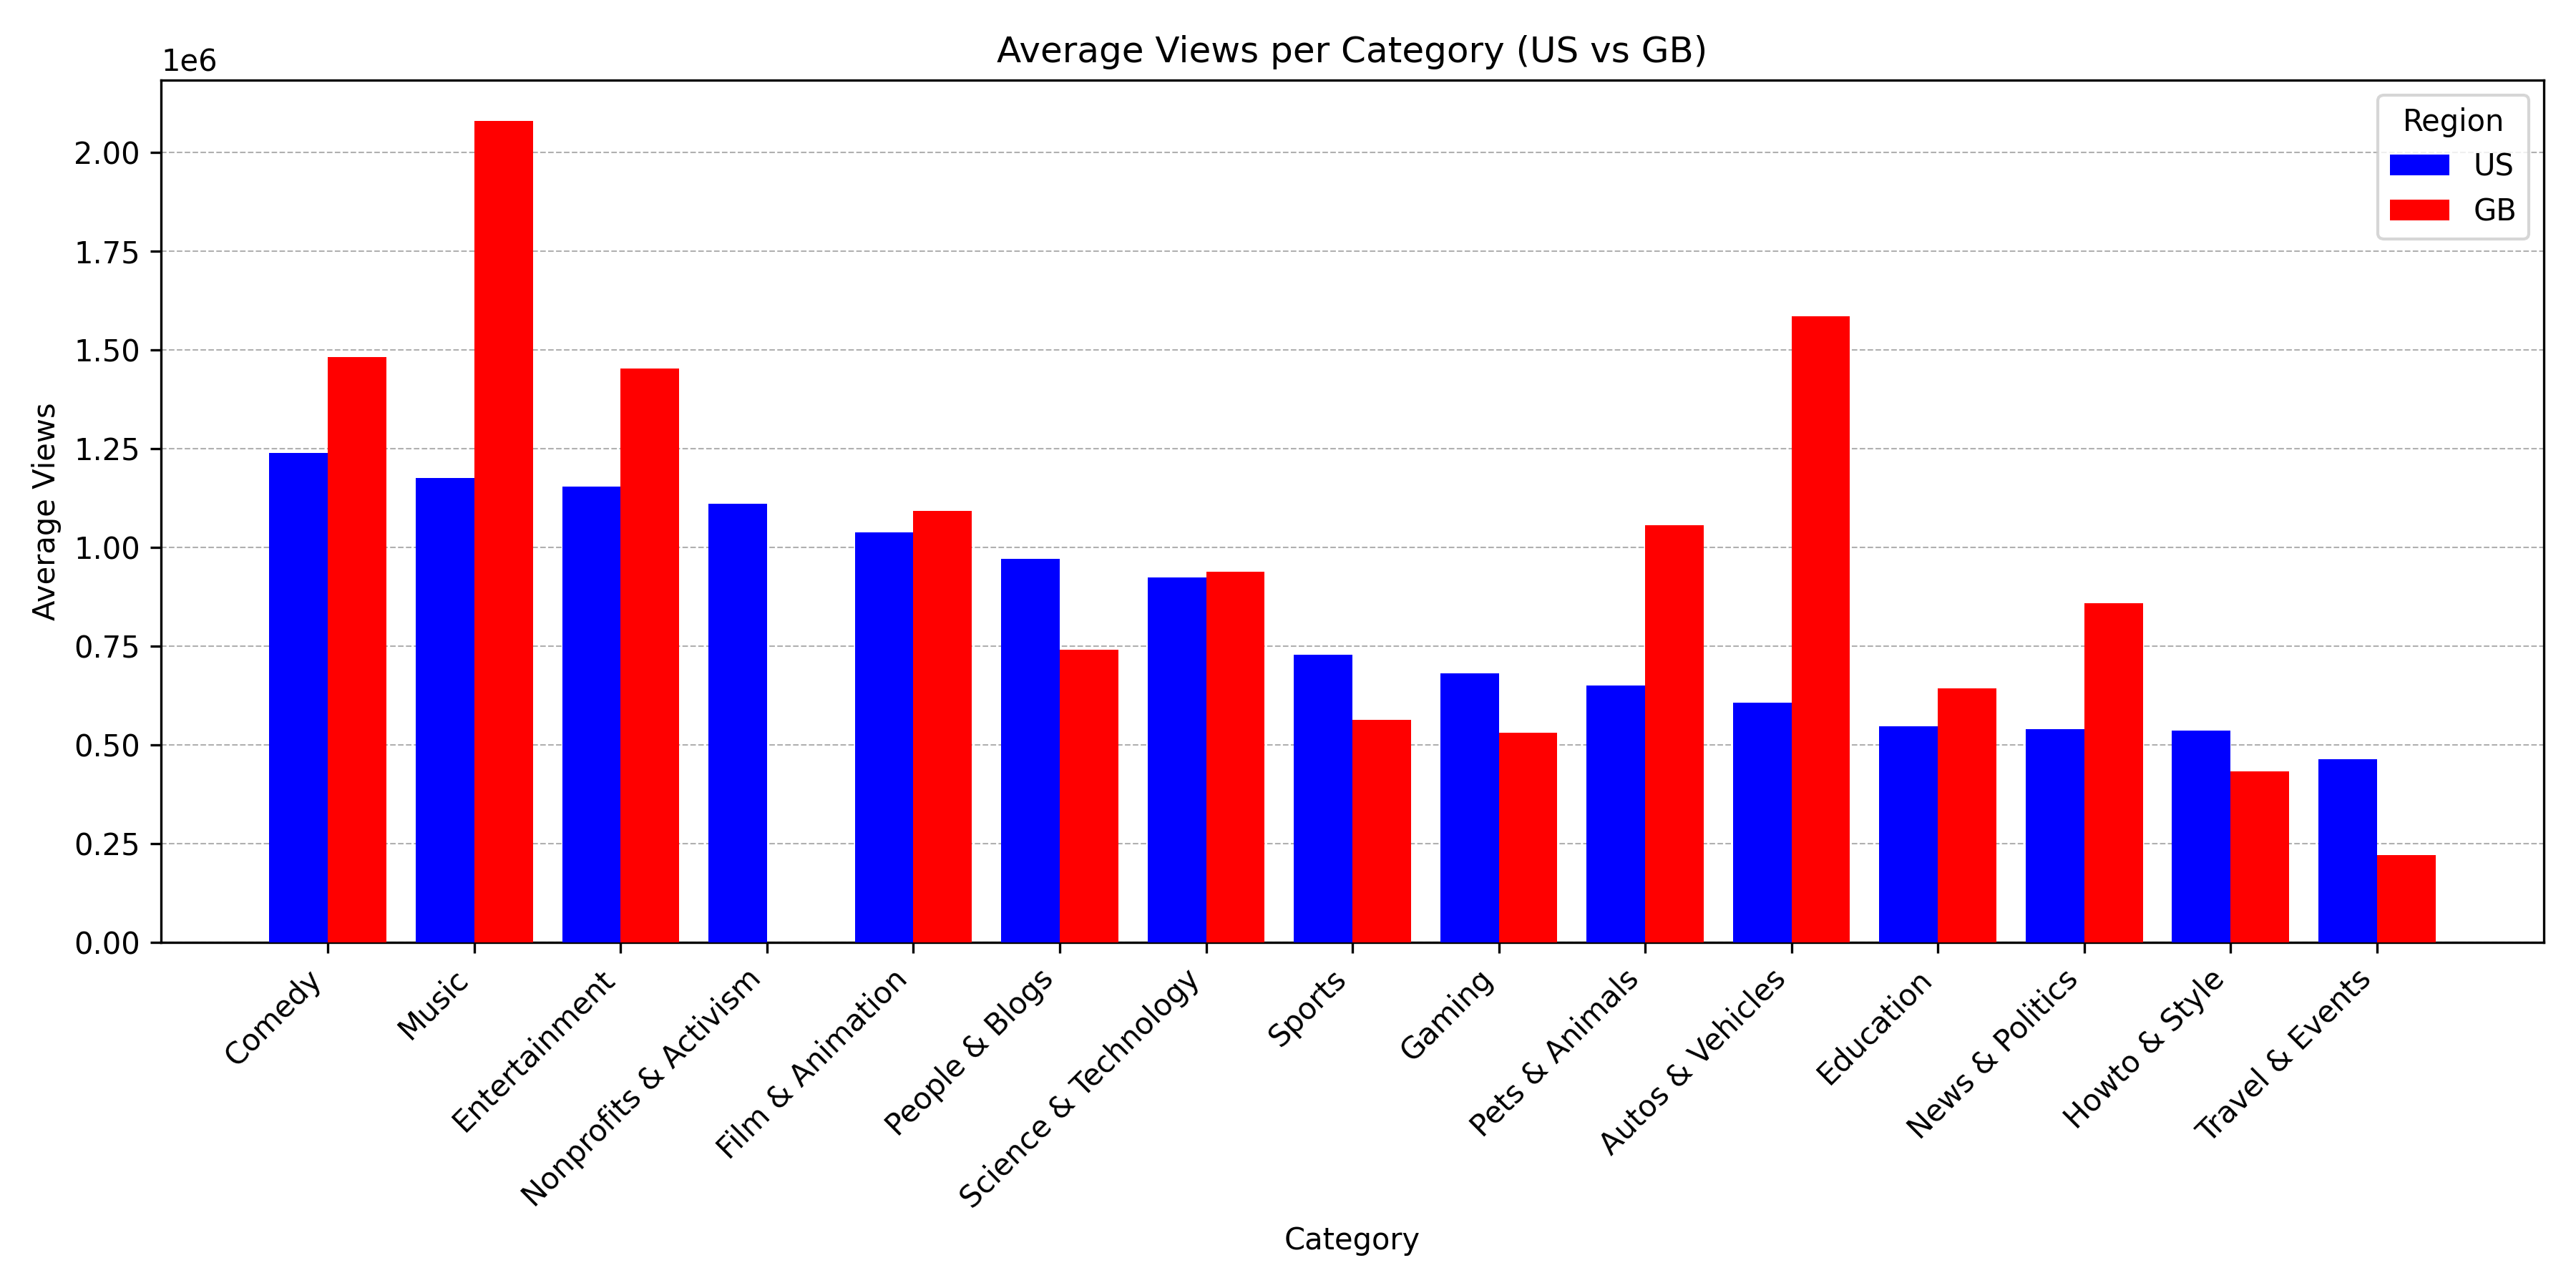 Average Views per Category (US vs GB)
1e6
Region
US
GB
2.00
1.75
1.50
1.25
1.00
0.75
0.50
0.25
0.00
Average Views
Comedy
Music
Entertainment
Nonprofits & Activism
Film & Animation
People & Blogs
Science & Technology
Sports
Gaming
Pets & Animals
Autos & Vehicles
Education
News & Politics
Howto & Style
Travel & Events
Category